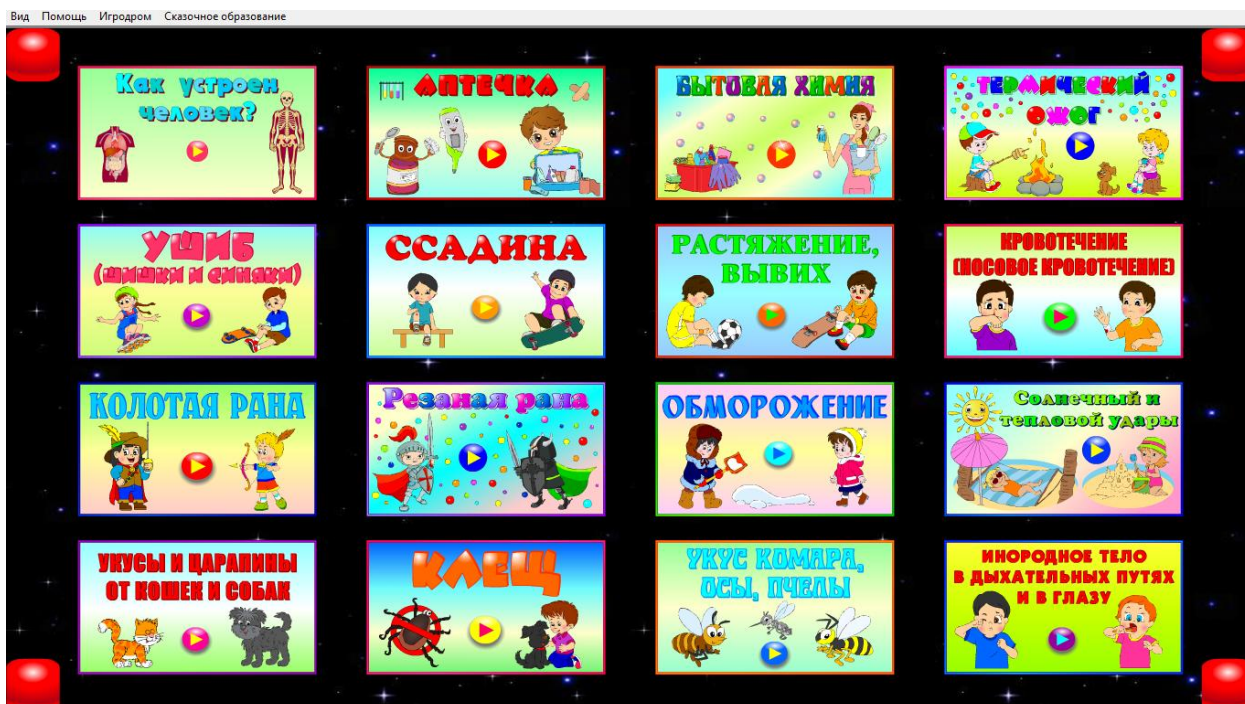 Вид Помощь Игродром Сказочное образование
Как устроен
человек?
АПТЕЧКА
БЫТОВАЯ ХИМИЯ
ТЕРМИЧЕСКИЙ
ОЖОГ
УШИБ
(ШИШКИ И СИНЯКИ)
ССАДИНА
РАСТЯЖЕНИЕ,
ВЫВИХ
КРОВОТЕЧЕНИЕ
(НОСОВОЕ КРОВОТЕЧЕНИЕ)
КОЛОТАЯ РАНА
Резаная рана
ОБМОРОЖЕНИЕ
Солнечный и
тепловой удары
УКУСЫ И ЦАРАПИНЫ
ОТ КОШЕК И СОБАК
КЛЕЩ
УКУС КОМАРА,
ОСЫ, ПЧЕЛЫ
ИНОРОДНОЕ ТЕЛО
В ДЫХАТЕЛЬНЫХ ПУТЯХ
И В ГЛАЗУ